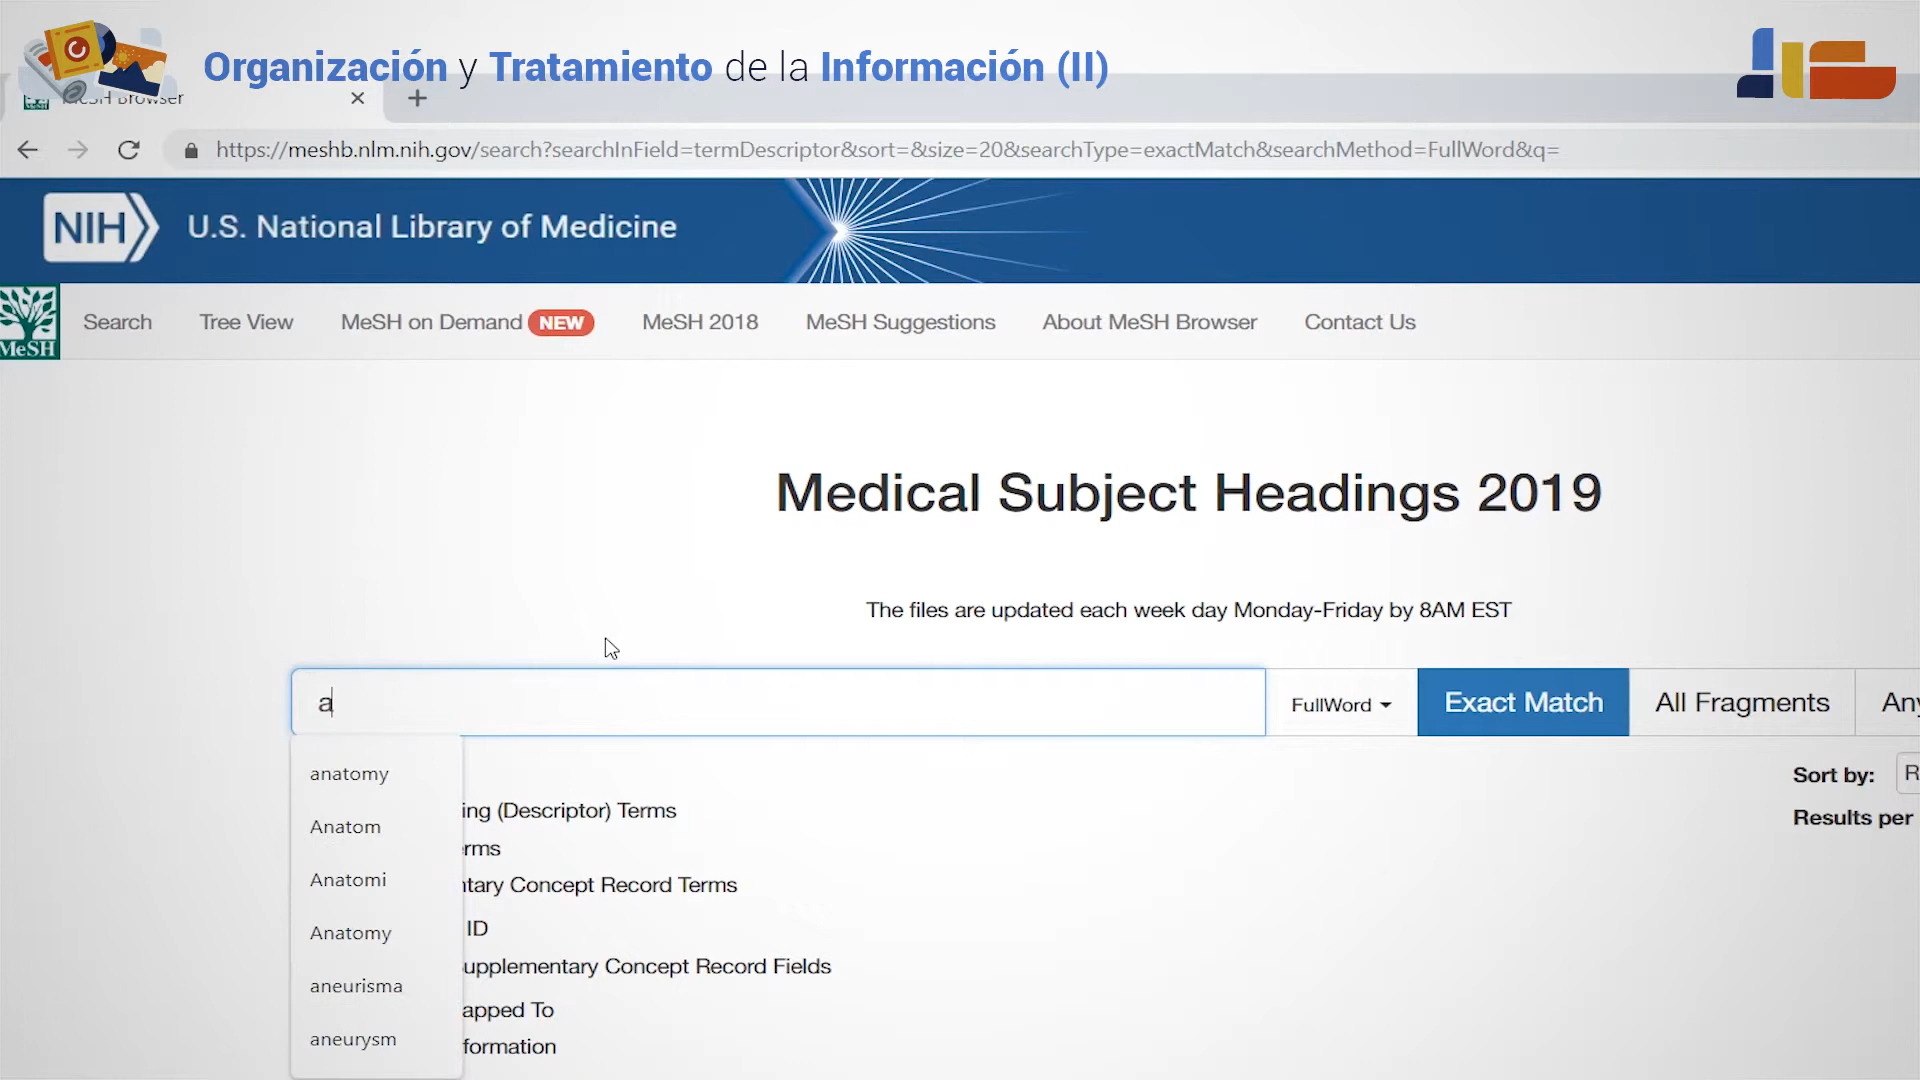 Organización y Tratamiento de la Información (II)
MeSH Browser
https://meshb.nlm.nih.gov/search?searchInField=termDescriptor&sort=&size=20&searchType=exactMatch&searchMethod=FullWord&q=
NIH U.S. National Library of Medicine
MeSH Search Tree View MeSH on Demand NEW MeSH 2018 MeSH Suggestions About MeSH Browser Contact Us
Medical Subject Headings 2019
The files are updated each week day Monday-Friday by 8AM EST
a FullWord Exact Match All Fragments Any
anatomy
Sort by: R
ing (Descriptor) Terms
Results per
Anatom
rms
Anatomi
ntary Concept Record Terms
Anatomy
ID
upplementary Concept Record Fields
aneurisma
apped To
aneurysm
formation